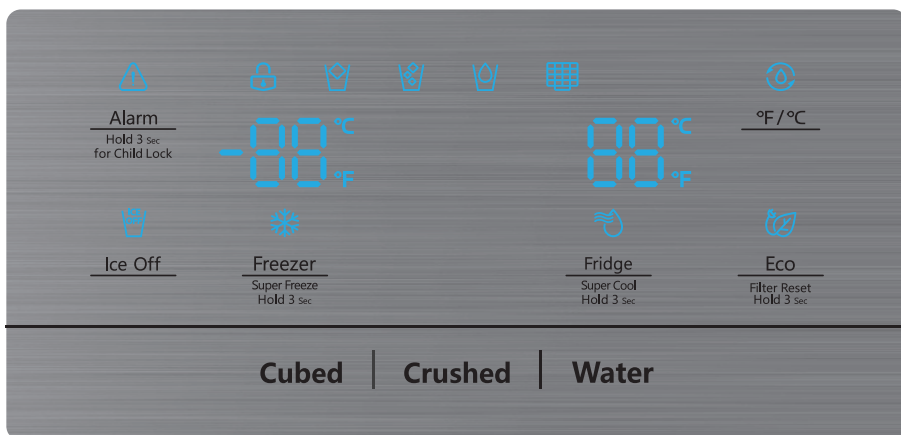 Alarm
Hold 3 Sec
for Child Lock
-88 °C
°F
88 °C
°F
°F/°C
Ice Off
Freezer
Super Freeze
Hold 3 Sec
Fridge
Super Cool
Hold 3 Sec
Eco
Filter Reset
Hold 3 Sec
Cubed
Crushed
Water